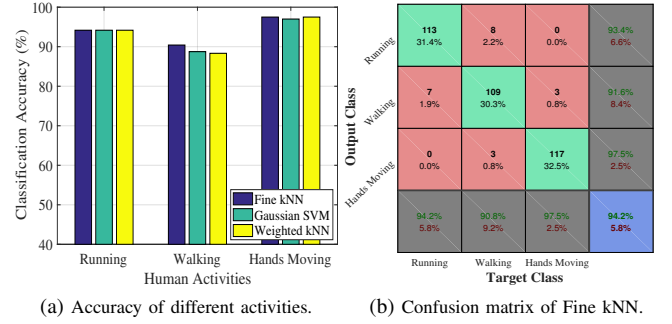 Classification Accuracy (%)
100
90
80
70
60
50
40
Fine kNN
Gaussian SVM
Weighted kNN
Running Walking Hands Moving
Human Activities
(a) Accuracy of different activities.
Output Class
Running
113 8 0 93.4%
31.4% 2.2% 0.0% 6.6%
Walking
7 109 3 91.6%
1.9% 30.3% 0.8% 8.4%
Hands Moving
0 3 117 97.5%
0.0% 0.8% 32.5% 2.5%
94.2% 90.8% 97.5% 94.2%
5.8% 9.2% 2.5% 5.8%
Running Walking Hands Moving
Target Class
(b) Confusion matrix of Fine kNN.